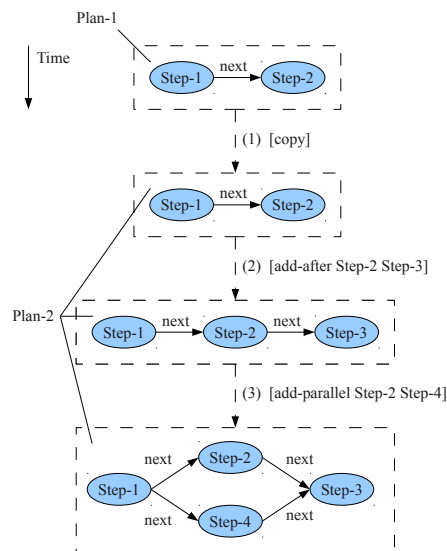 Plan-1
Time
Step-1 next Step-2
(1) [copy]
Step-1 next Step-2
(2) [add-after Step-2 Step-3]
Plan-2
Step-1 next Step-2 next Step-3
(3) [add-parallel Step-2 Step-4]
next Step-2 next
Step-1 Step-3
next Step-4 next